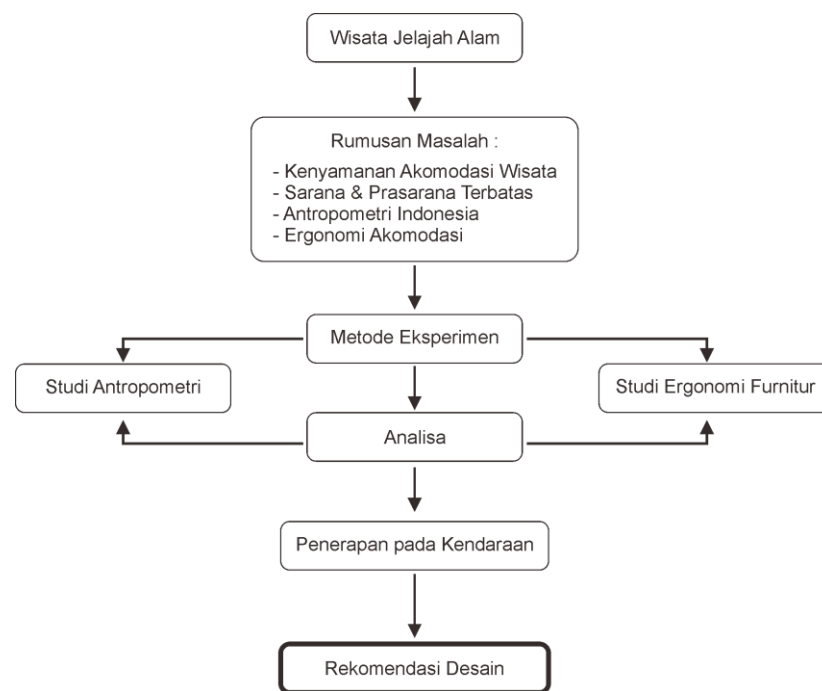 Wisata Jelajah Alam
Rumusan Masalah :
- Kenyamanan Akomodasi Wisata
- Sarana & Prasarana Terbatas
- Antropometri Indonesia
- Ergonomi Akomodasi
Metode Eksperimen
Studi Antropometri
Studi Ergonomi Furnitur
Analisa
Penerapan pada Kendaraan
Rekomendasi Desain